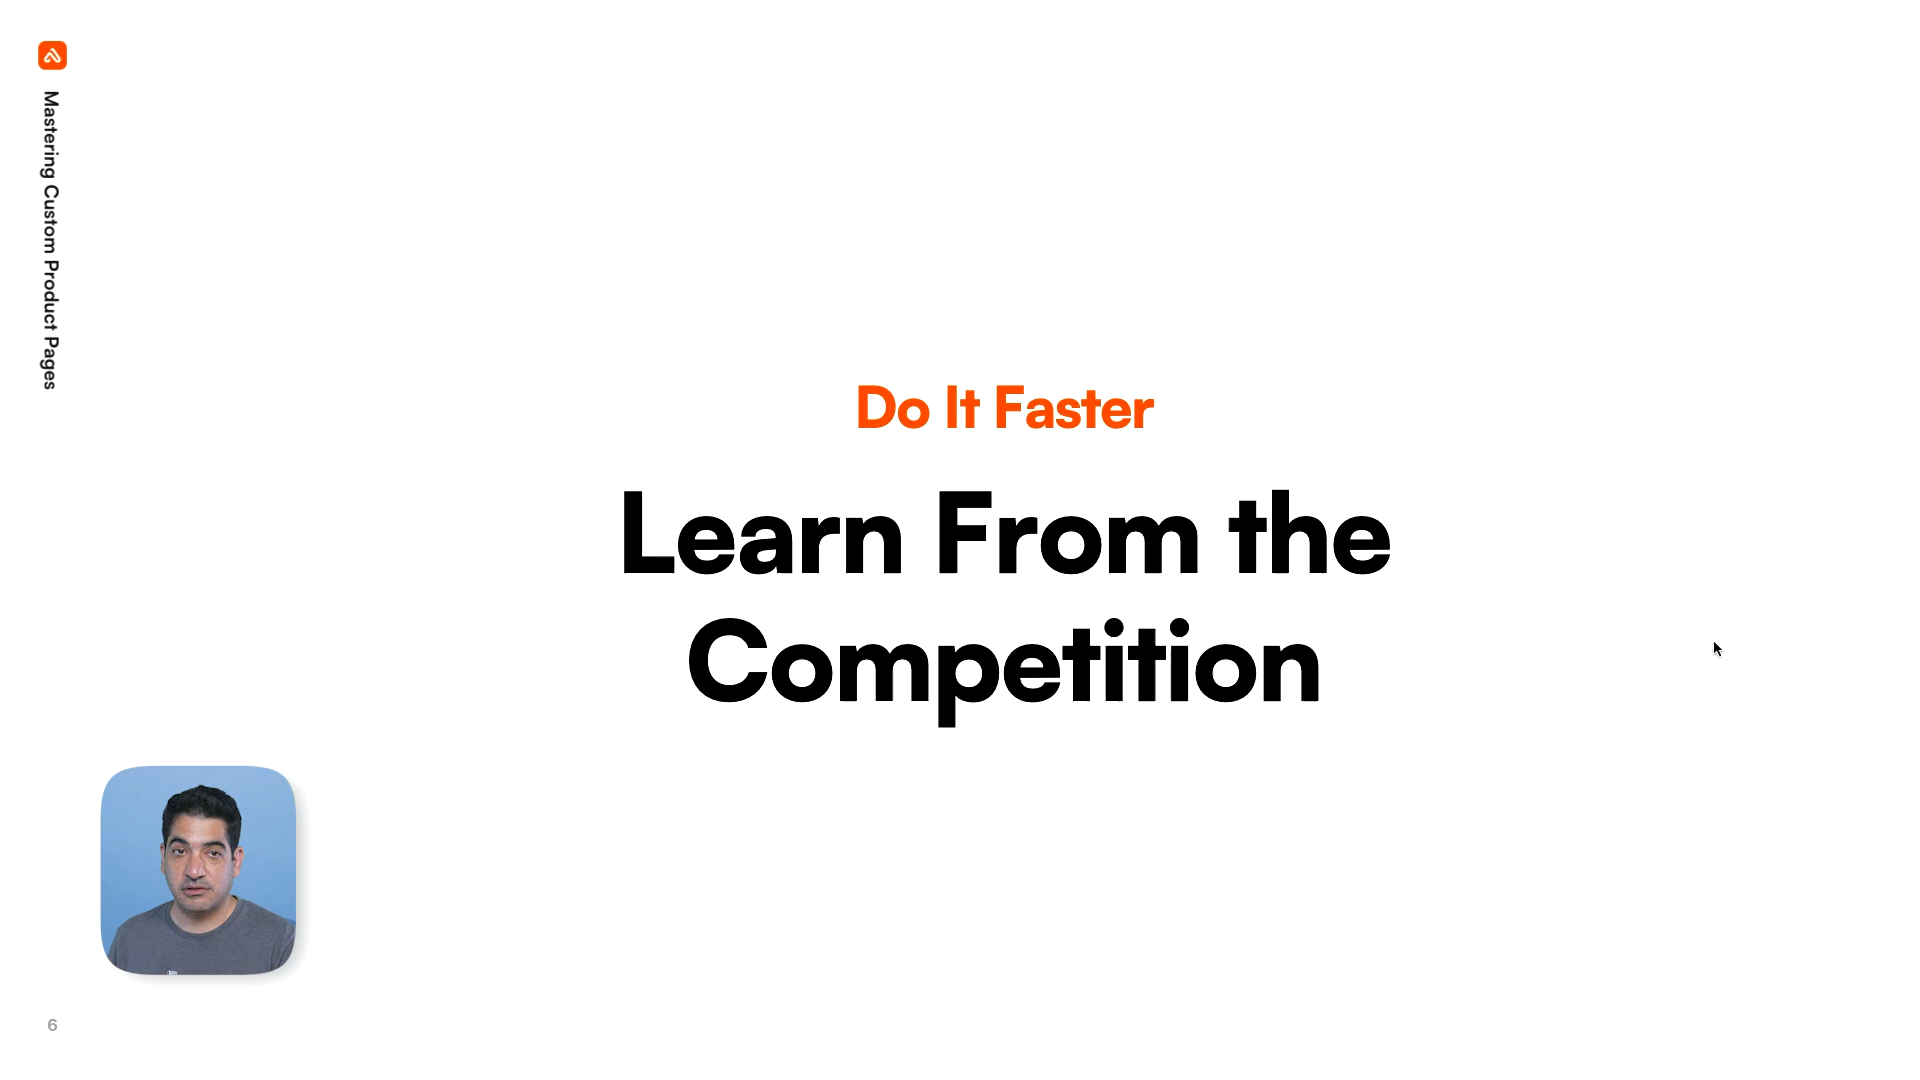 Mastering Custom Product Pages
Do It Faster
Learn From the
Competition
6